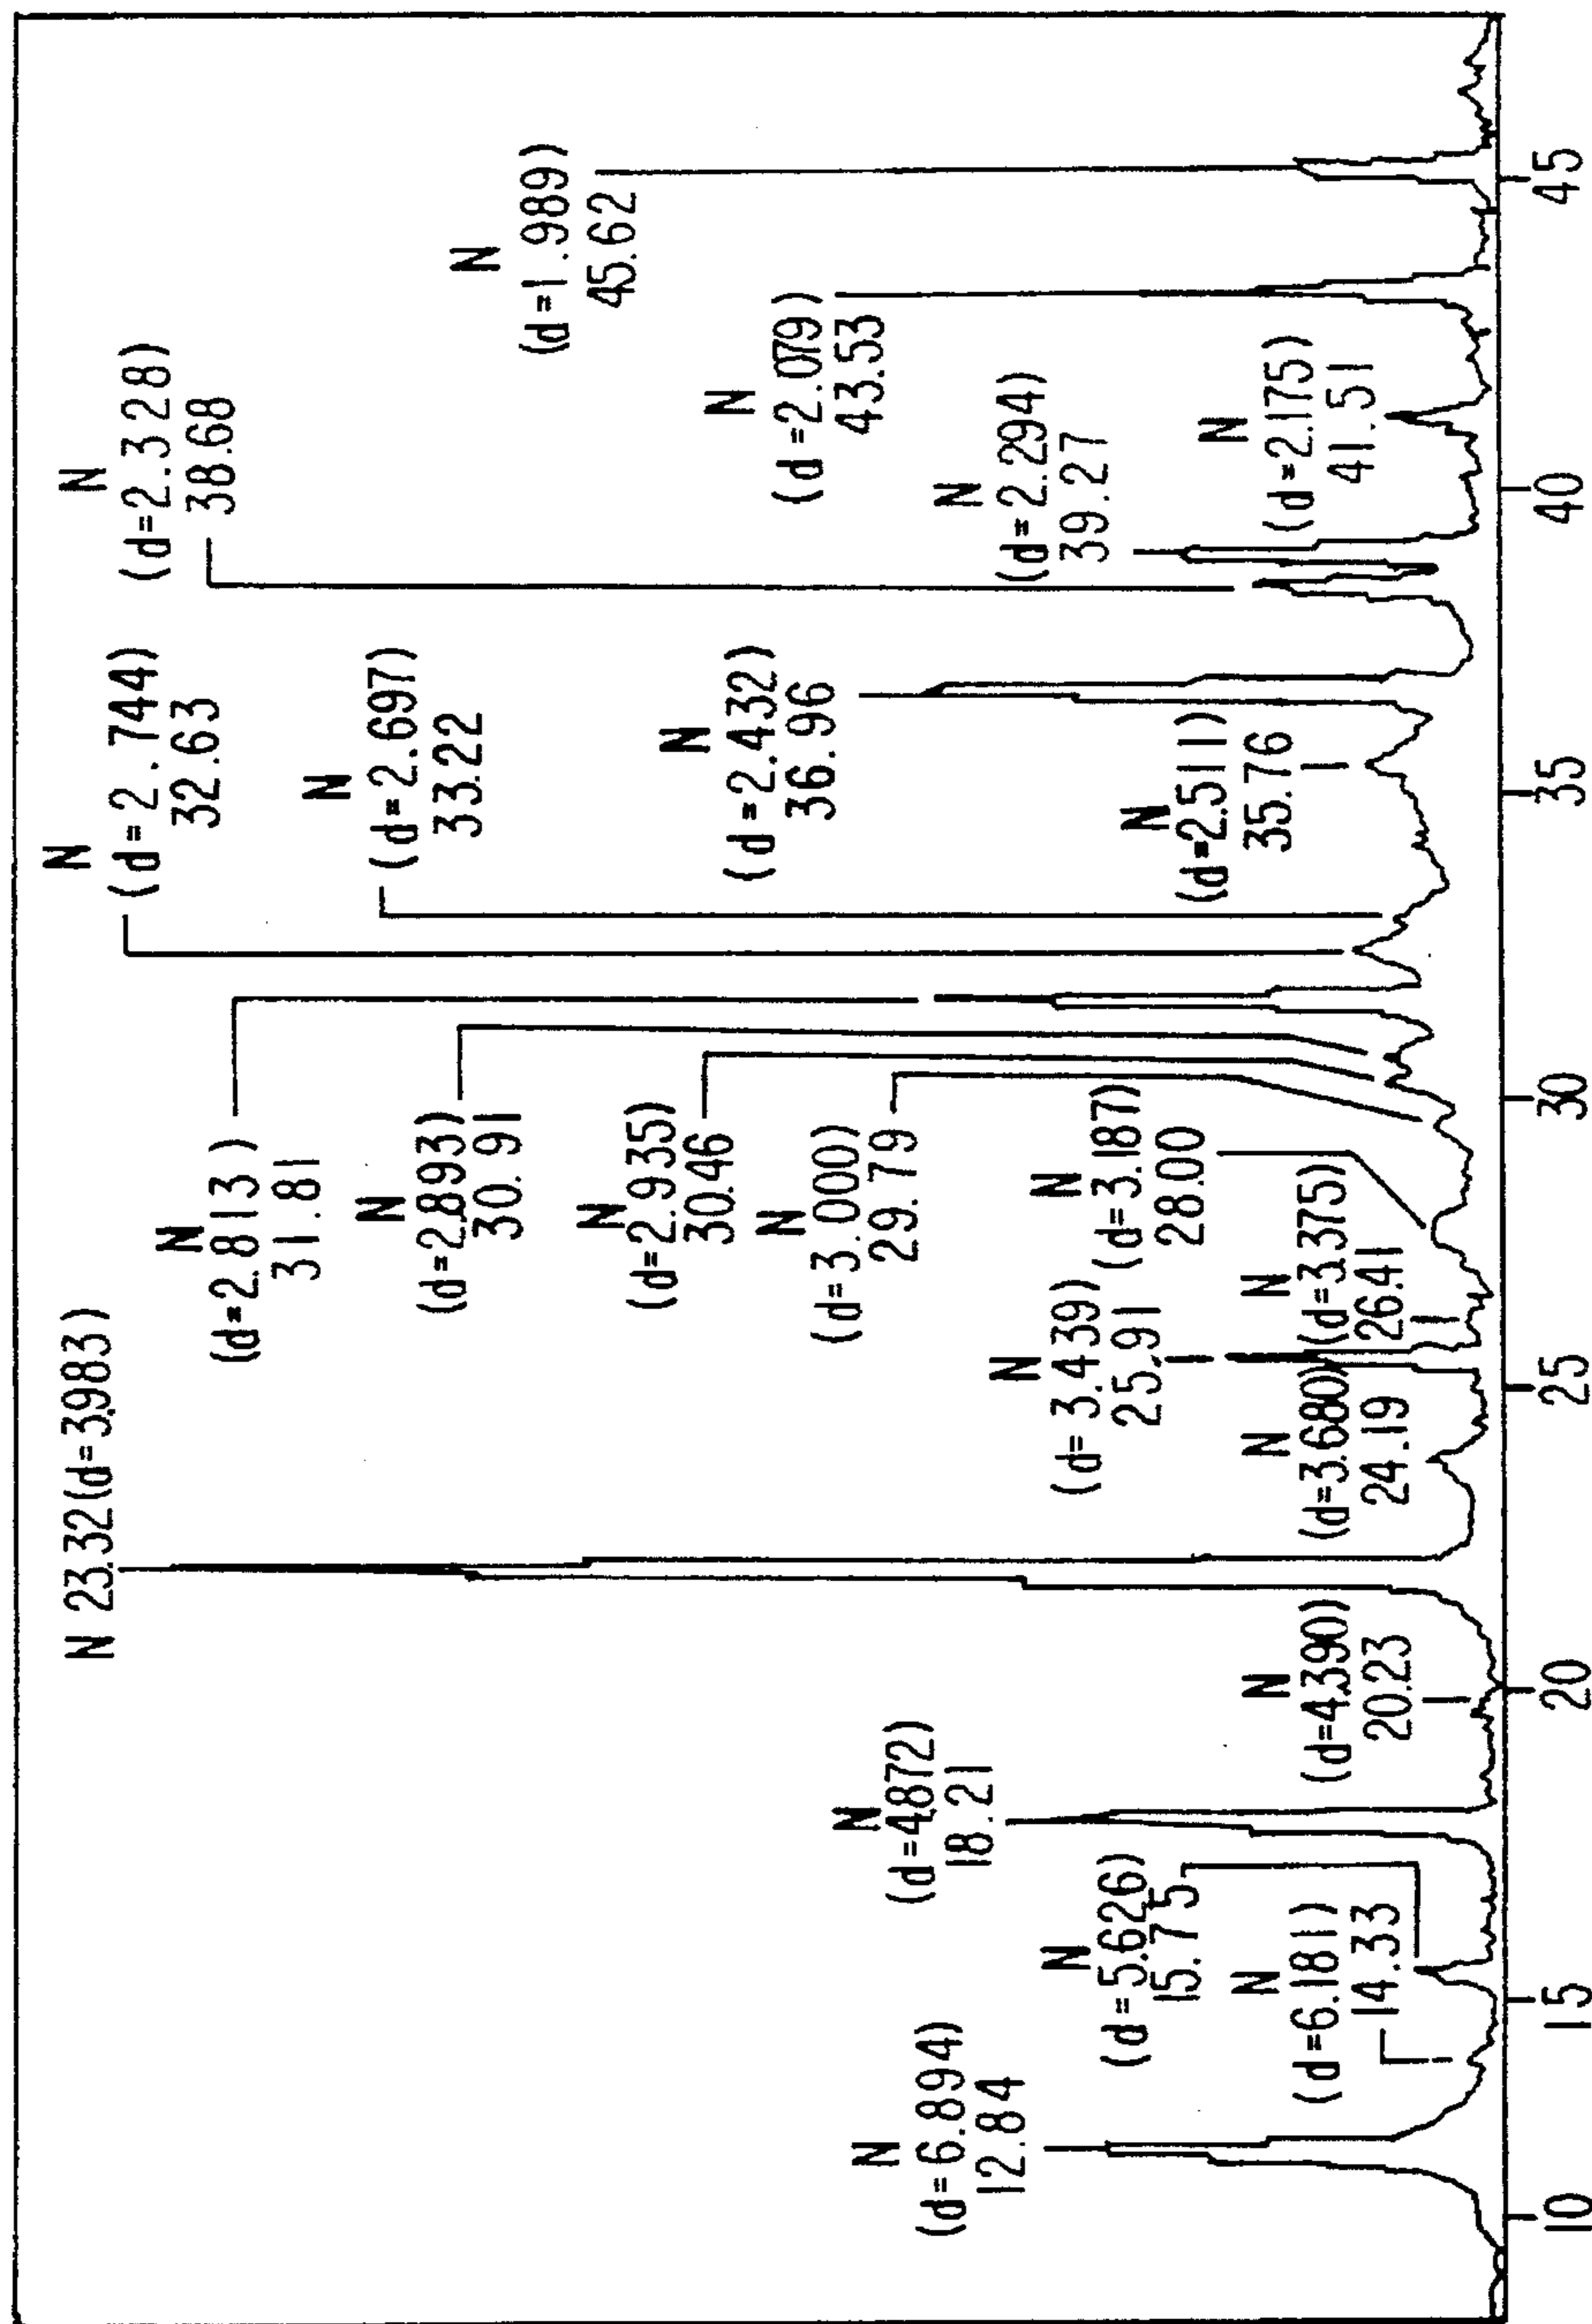 N
(d=6.894)
12.84
N
(d=6.181)
14.33
N
(d=5.626)
15.75
N
(d=4.872)
18.21
N
(d=4.390)
20.23
N 23.32(d=3.983)
N
(d=3.680)
24.19
N
(d=3.439)
25.91
N
(d=3.375)
26.41
N
(d=3.187)
28.00
N
(d=3.000)
29.79
N
(d=2.935)
30.46
N
(d=2.893)
30.91
N
(d=2.813)
31.81
N
(d=2.744)
32.63
N
(d=2.697)
33.22
N
(d=2.511)
35.76
N
(d=2.432)
36.96
N
(d=2.328)
38.68
N
(d=2.294)
39.27
N
(d=2.175)
41.51
N
(d=2.079)
43.53
N
(d=1.989)
45.62
10 15 20 25 30 35 40 45